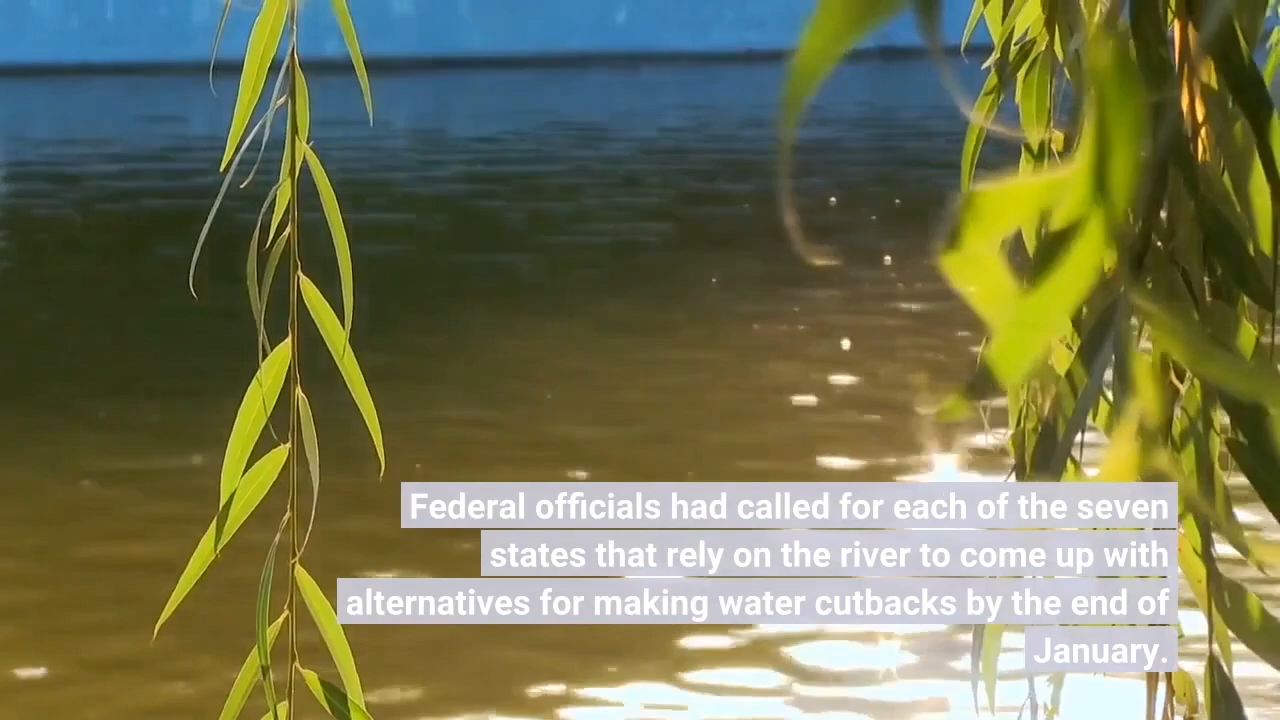 Federal officials had called for each of the seven
states that rely on the river to come up with
alternatives for making water cutbacks by the end of
January.